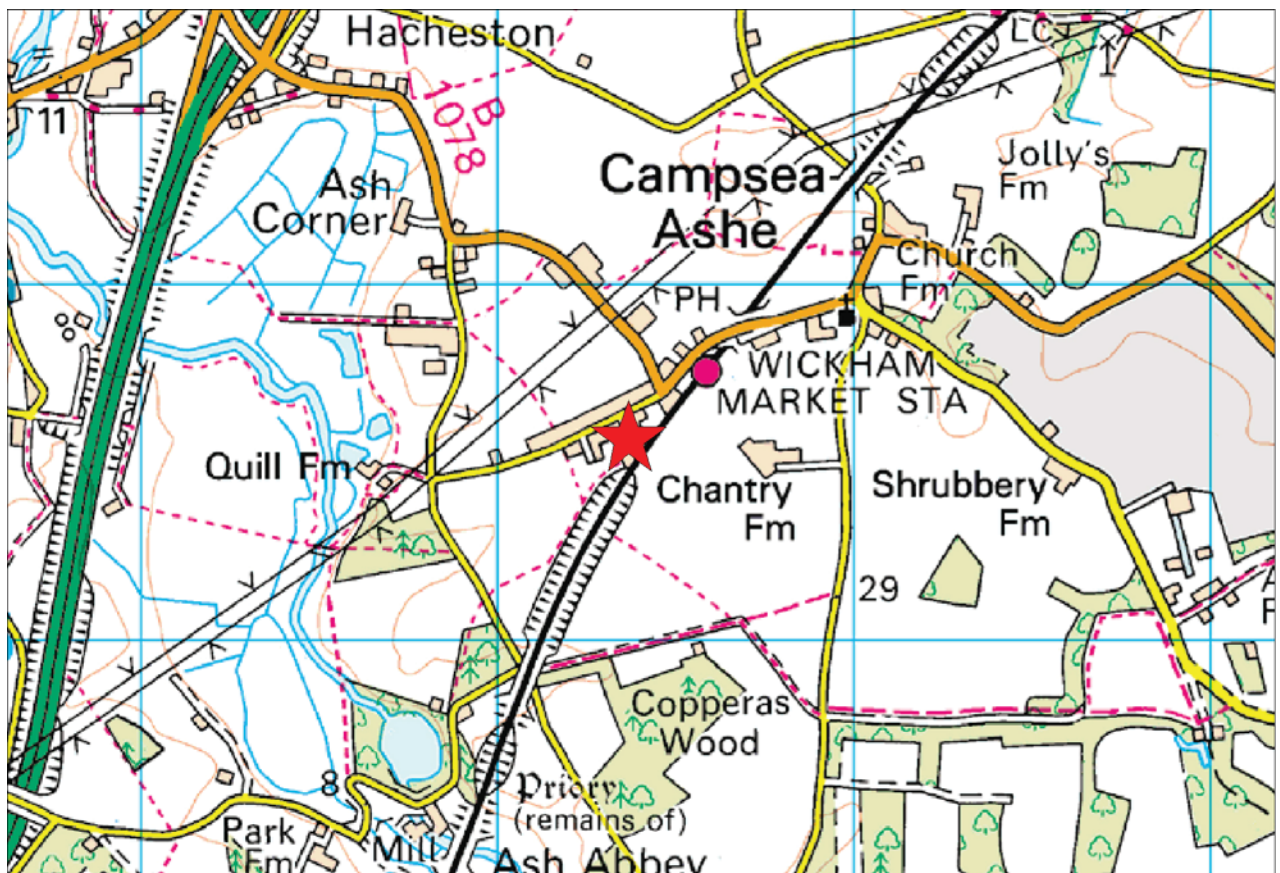 Hacheston
LC
11
B
1078
Jolly's
Fm
Campsea
Ashe
Ash
Corner
Church
Fm
PH
WICKHAM
MARKET STA
Quill Fm
Chantry
Fm
Shrubbery
Fm
29
A
F
Copperas
Wood
8
Priory
(remains of)
Park
Fm
Mill
Ash Abbey